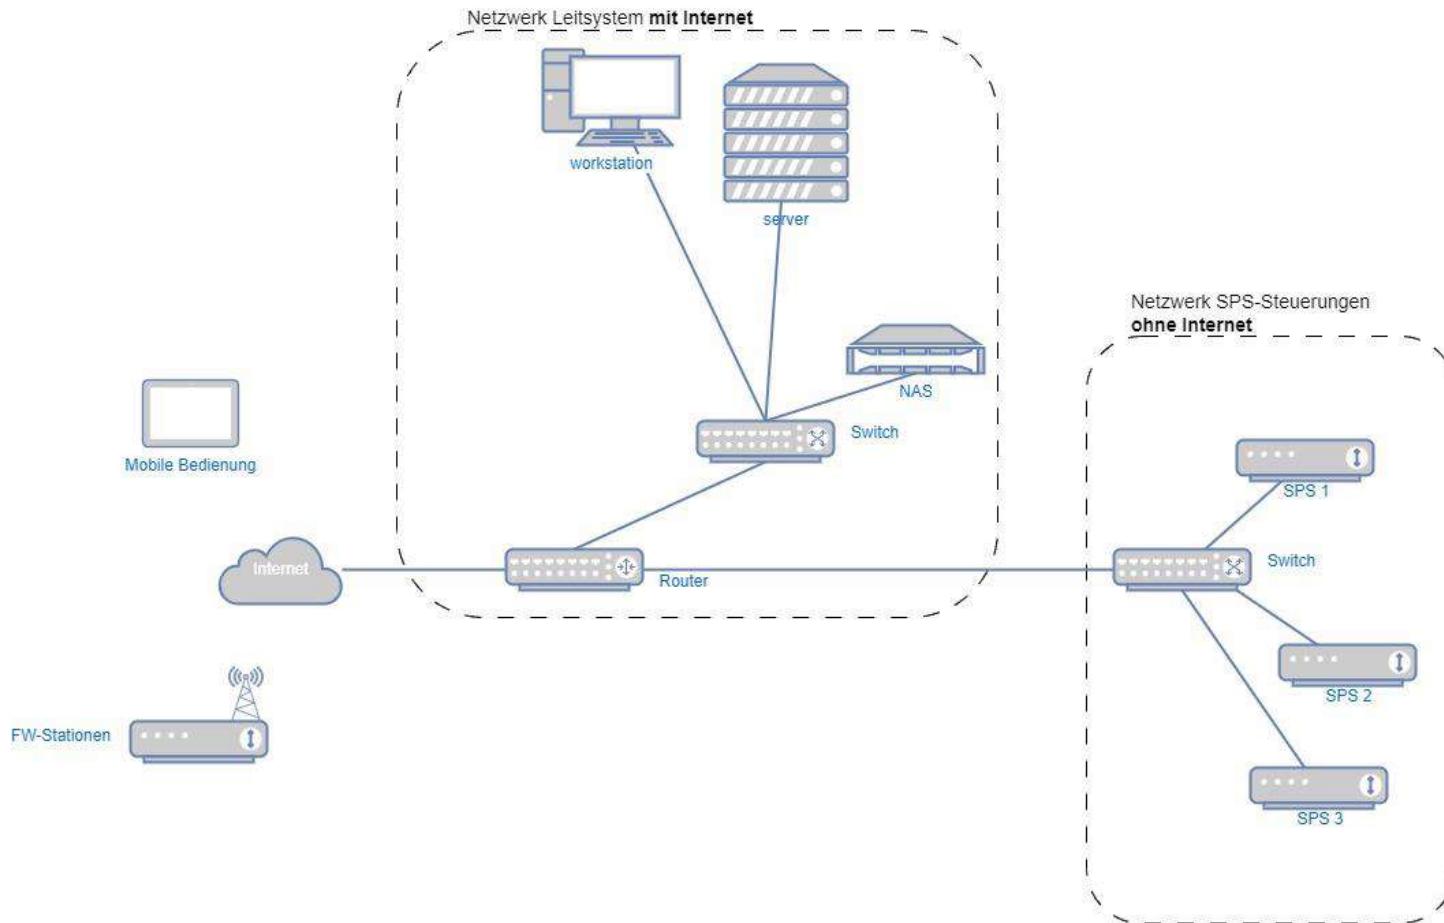 Netzwerk Leitsystem mit Internet
workstation
server
Netzwerk SPS-Steuerungen
ohne Internet
NAS
Switch
Mobile Bedienung
SPS 1
Internet
Router
Switch
SPS 2
FW-Stationen
SPS 3